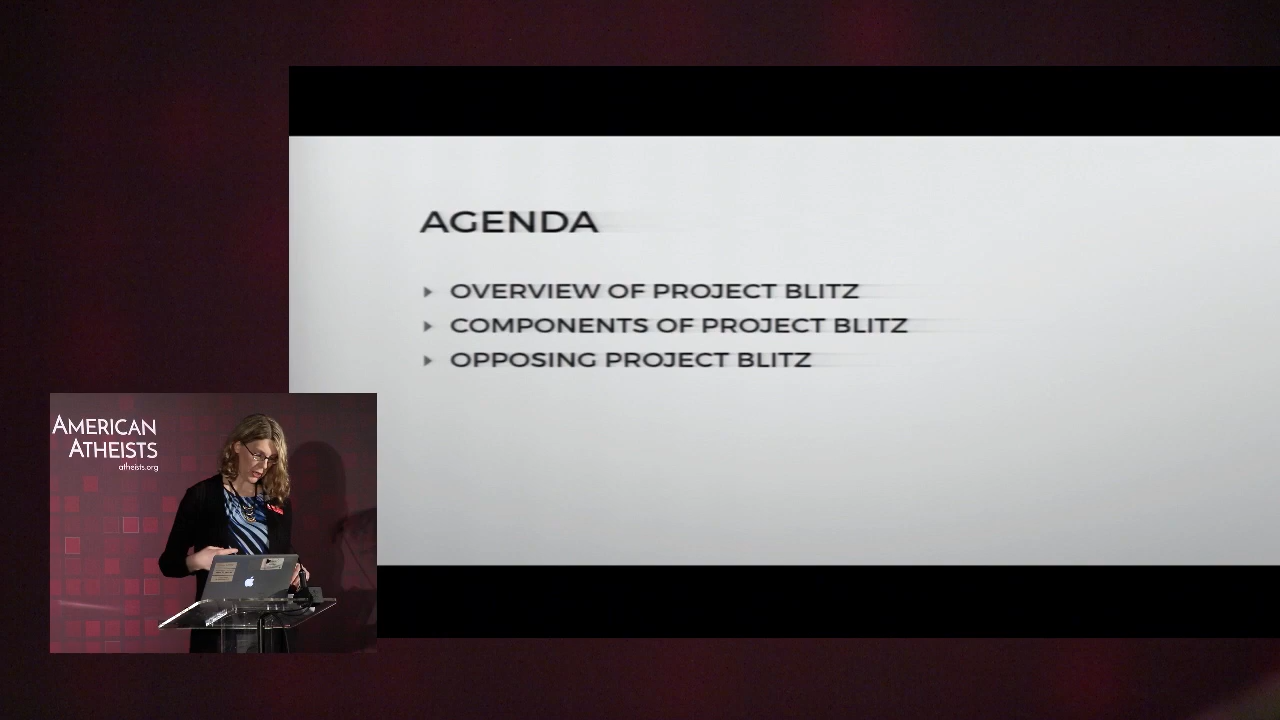 AGENDA
OVERVIEW OF PROJECT BLITZ
COMPONENTS OF PROJECT BLITZ
OPPOSING PROJECT BLITZ
AMERICAN
ATHEISTS
atheists.org